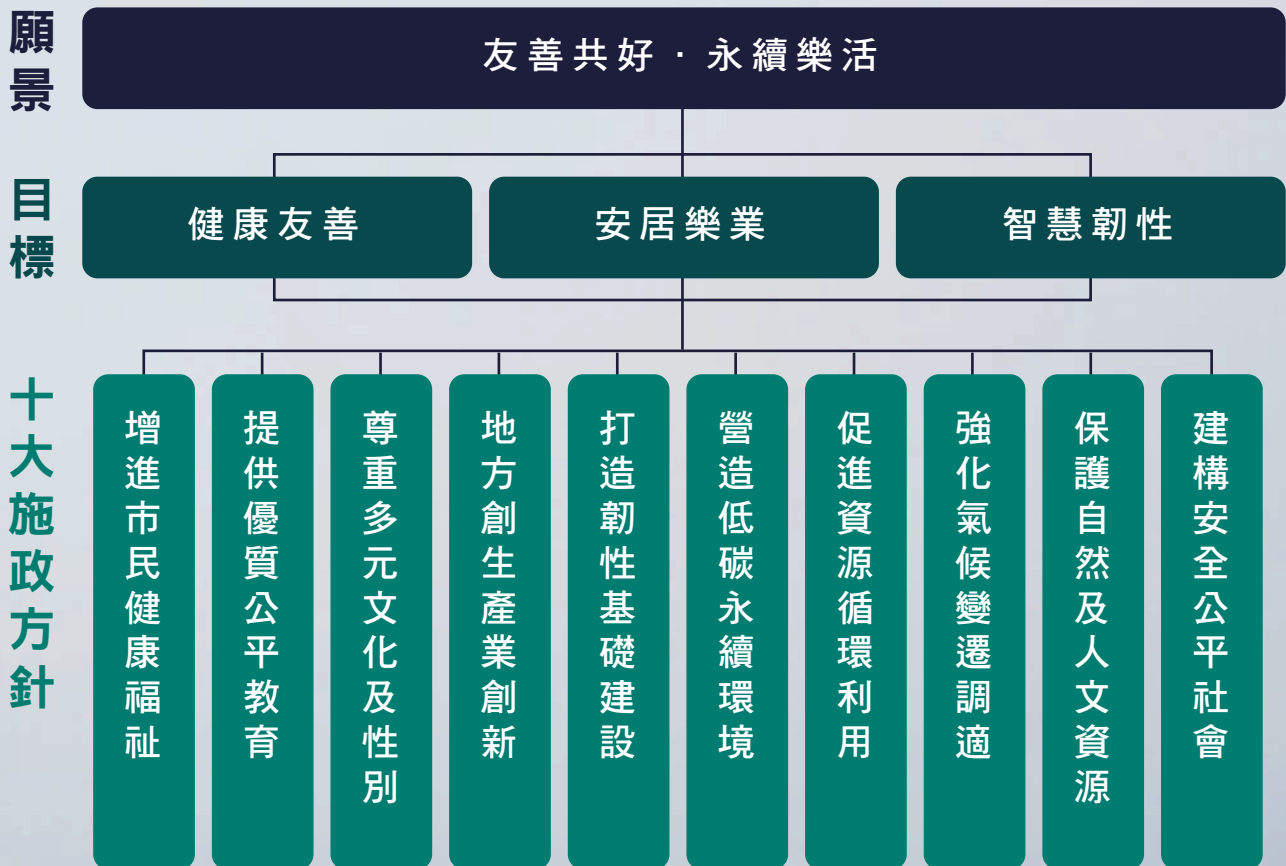 願景
友善共好．永續樂活
目標
健康友善
安居樂業
智慧韌性
十大施政方針
增進市民健康福祉
提供優質公平教育
尊重多元文化及性別
地方創生產業創新
打造韌性基礎建設
營造低碳永續環境
促進資源循環利用
強化氣候變遷調適
保護自然及人文資源
建構安全公平社會